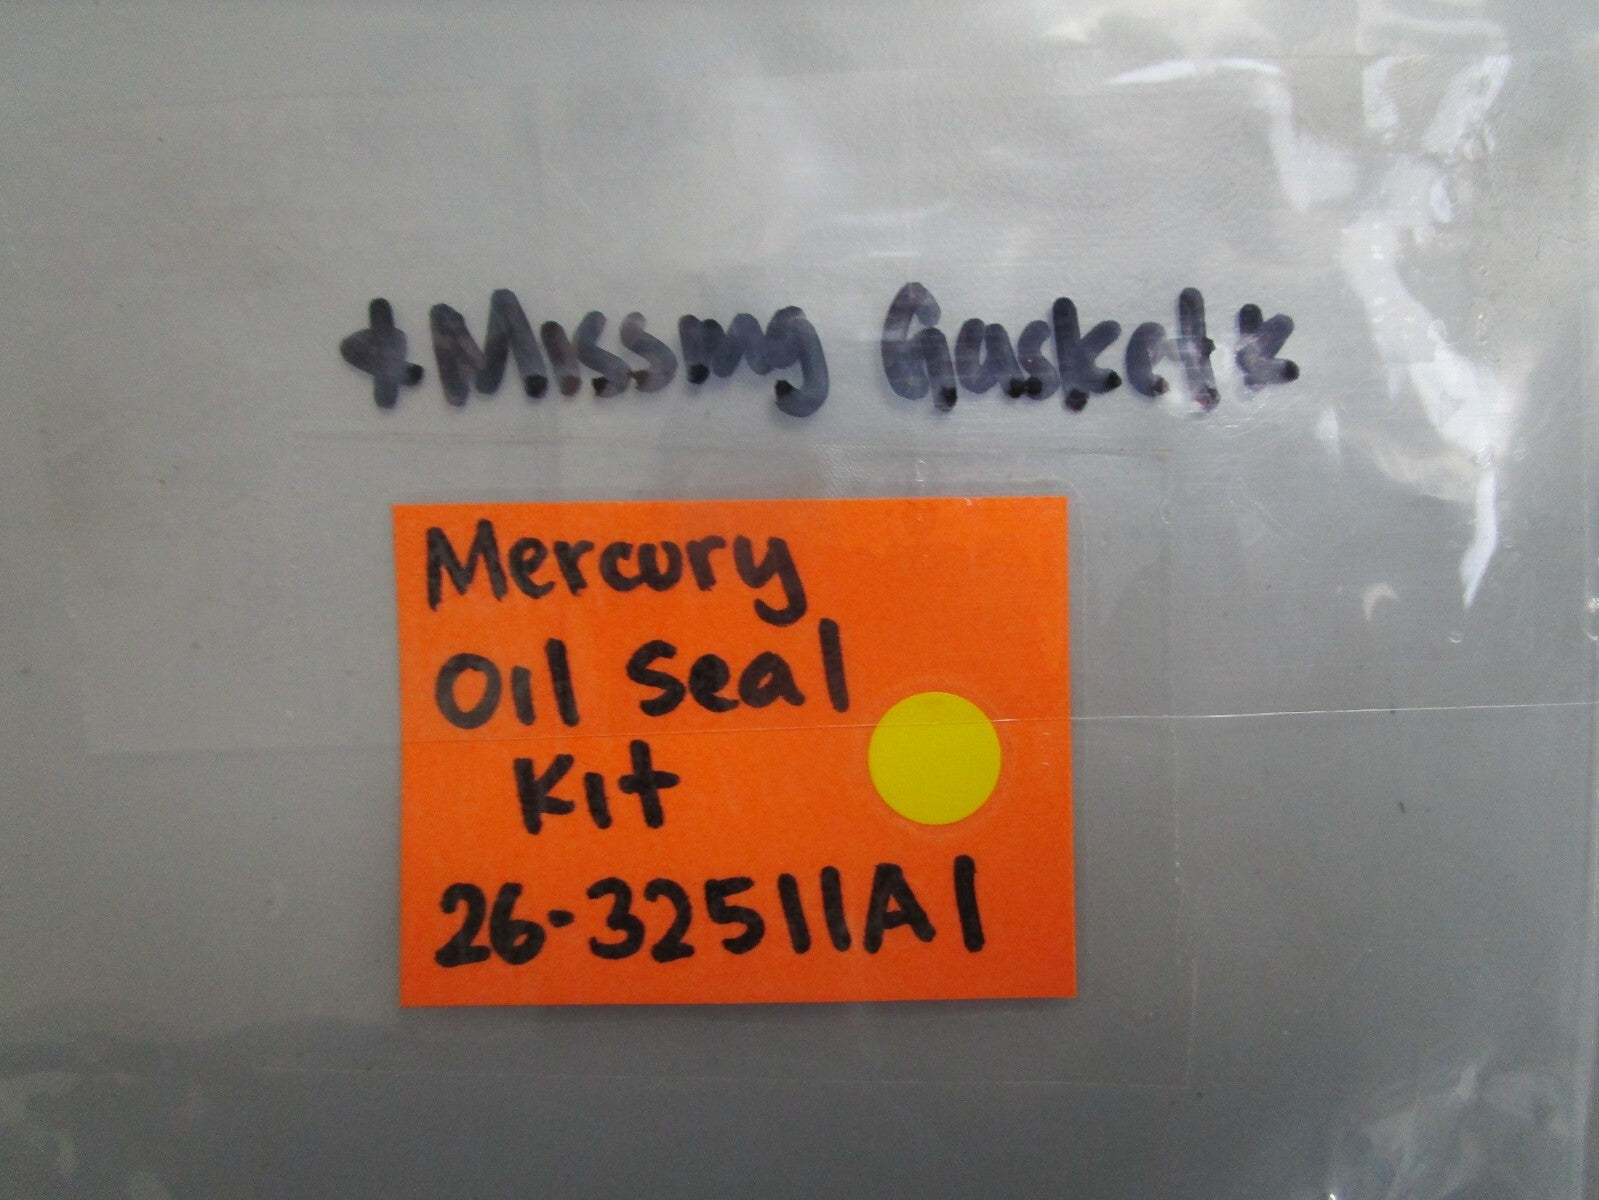 *Missing Gasket*
Mercury
Oil Seal
Kit
26-32511A1